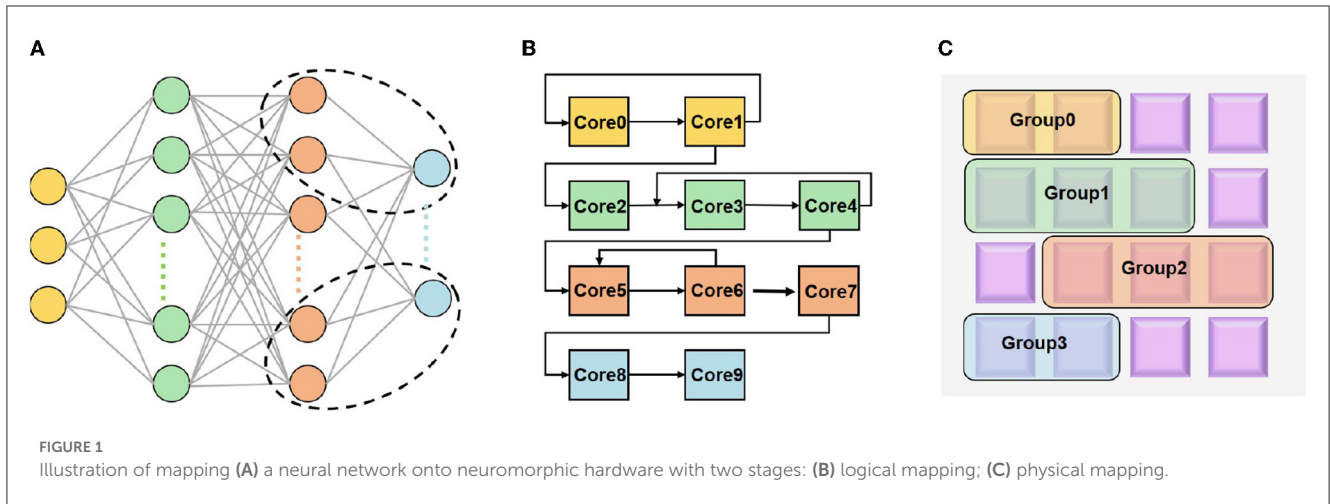 A
B
C
Core0
Core1
Core2
Core3
Core4
Core5
Core6
Core7
Core8
Core9
Group0
Group1
Group2
Group3
FIGURE 1
Illustration of mapping (A) a neural network onto neuromorphic hardware with two stages: (B) logical mapping; (C) physical mapping.